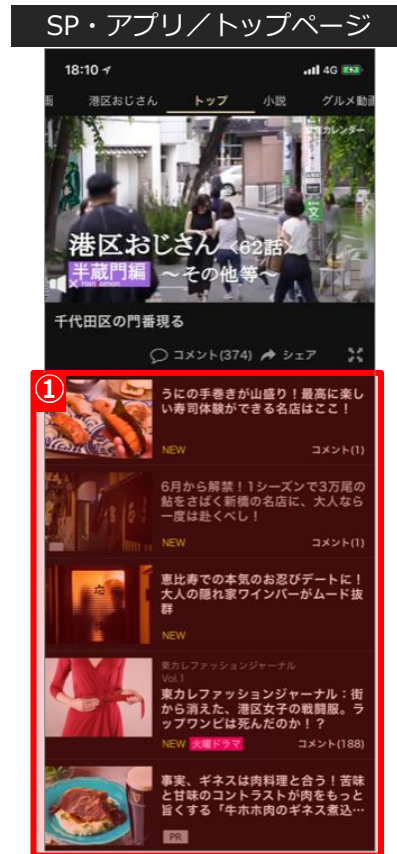 SP・アプリ／トップページ
18:10
4G
港区おじさん トップ 小説 グルメ動画
カレンダー
港区おじさん〈62話〉
半蔵門編 ～その他等～
千代田区の門番現る
コメント(374) シェア
①
うにの手巻きが山盛り！最高に楽し
い寿司体験ができる名店はここ！
NEW コメント(1)
6月から解禁！1シーズンで3万尾の
鮎をさばく新橋の名店に、大人なら
一度は赴くべし！
NEW コメント(1)
恵比寿での本気のお忍びデートに！
大人の隠れ家ワインバーがムード抜
群
NEW
東カレファッションジャーナル
Vol.1
東カレファッションジャーナル：街
から消えた、港区女子の戦闘服。ラ
ップワンピは死んだのか！？
NEW 火曜ドラマ コメント(188)
事実、ギネスは肉料理と合う！苦味
と甘味のコントラストが肉をもっと
旨くする「牛ホホ肉のギネス煮込…
PR